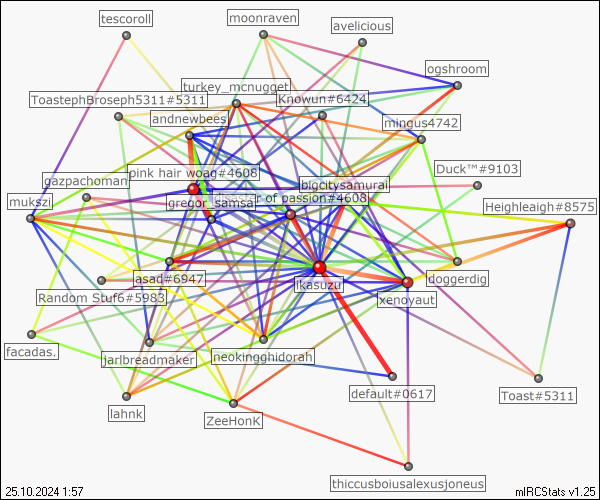 tescoroll
moonraven
avelicious
ogshroom
turkey_mcnugget
ToastephBroseph5311#5311
Knowun#6424
andnewbees
mingus4742
Duck™#9103
pink hair woag#4608
gazpachoman
bigcitysamurai
disaster of passion#4608
mukszi
gregor_samsa
Heighleaigh#8575
asad#6947
doggerdig
ikasuzu
Random Stuf6#5983
xenoyaut
facadas.
jarlbreadmaker
neokingghidorah
default#0617
Toast#5311
lahnk
ZeeHonK
thiccusboiusalexusjoneus
25.10.2024 1:57
mIRCStats v1.25